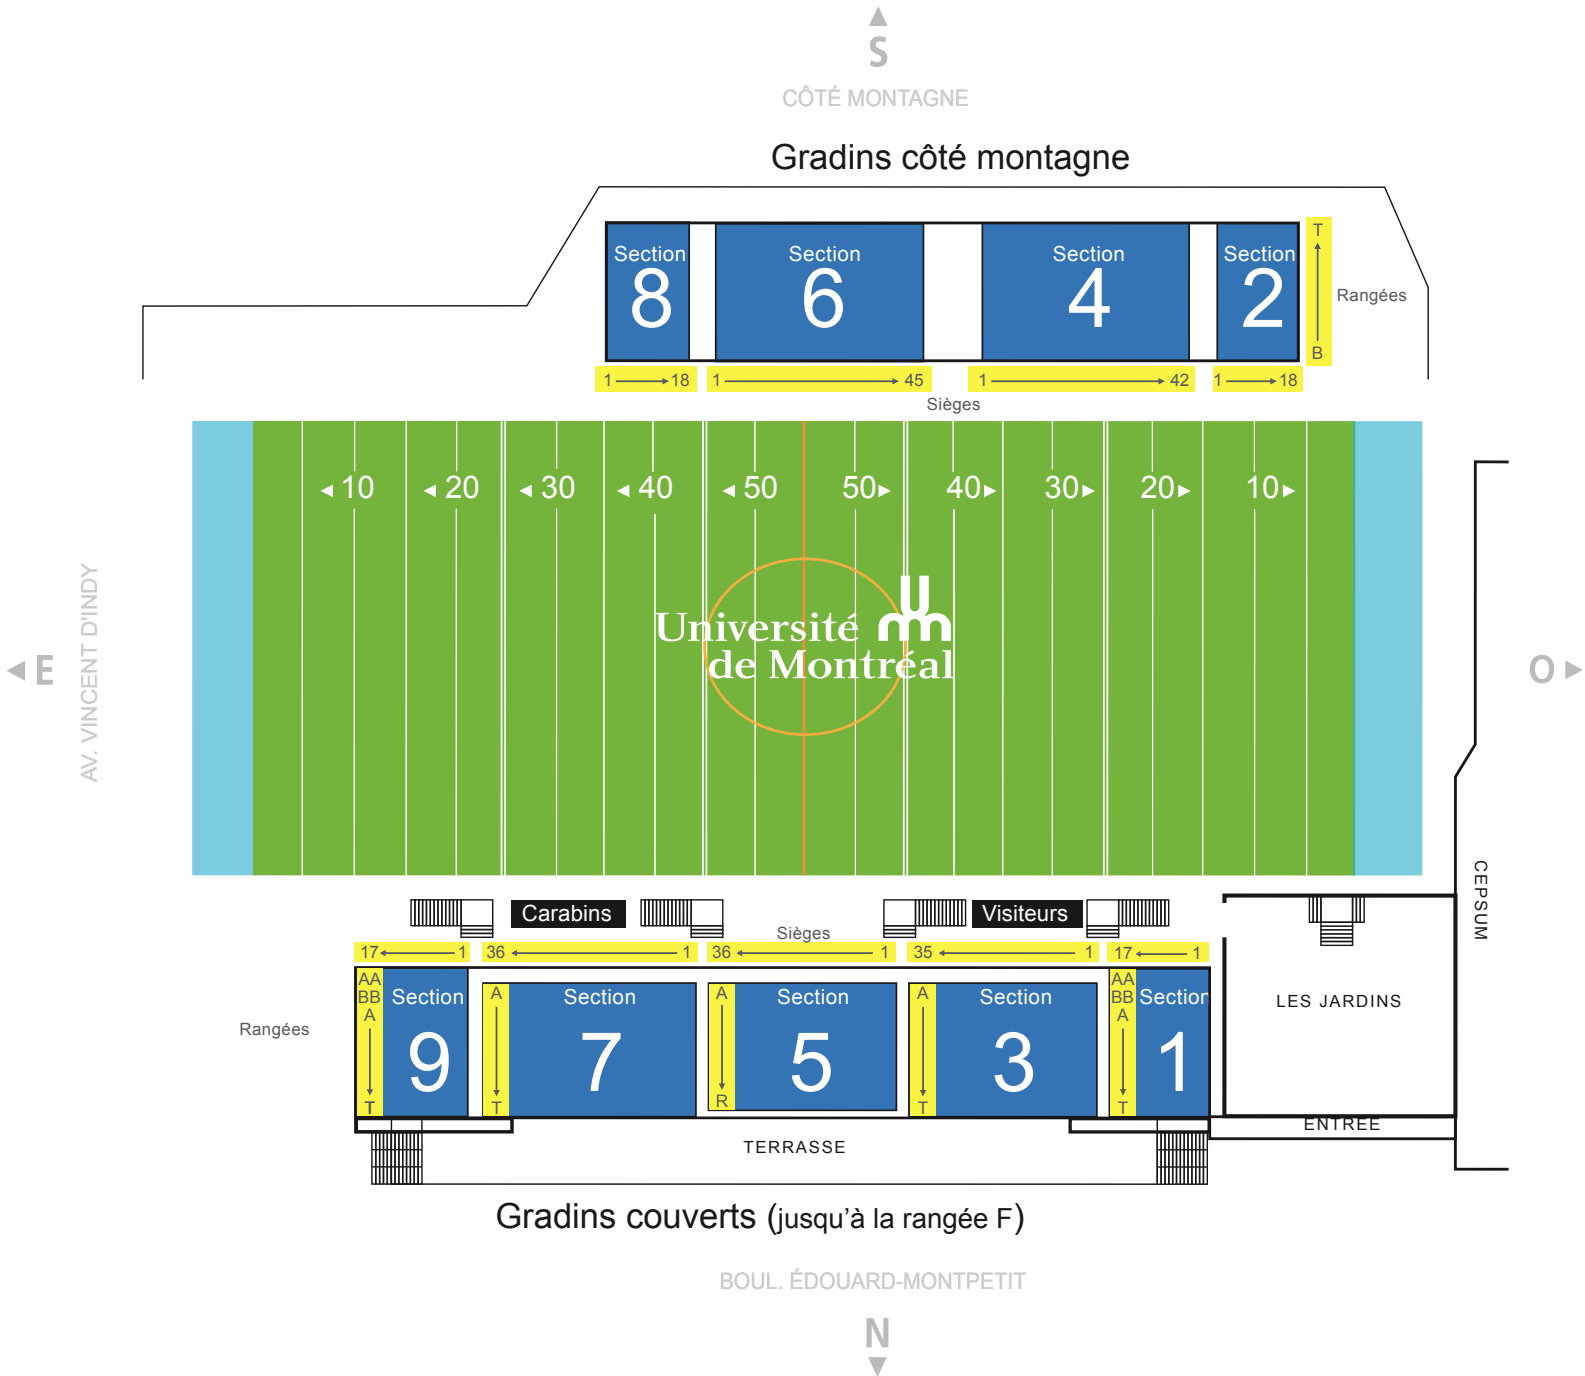 S
CÔTÉ MONTAGNE
Gradins côté montagne
Section 8
Section 6
Section 4
Section 2
T
B
Rangées
1 18
1 45
1 42
1 18
Sièges
10 20 30 40 50 50 40 30 20 10
Université
de Montréal
AV. VINCENT D'INDY
E
O
CEPSUM
Carabins
Visiteurs
Sièges
17 1
36 1
36 1
35 1
17 1
Rangées
AA
BB
A
T
Section 9
A
T
Section 7
A
R
Section 5
A
T
Section 3
AA
BB
A
T
Section 1
LES JARDINS
ENTREE
TERRASSE
Gradins couverts (jusqu’à la rangée F)
BOUL. ÉDOUARD-MONTPETIT
N